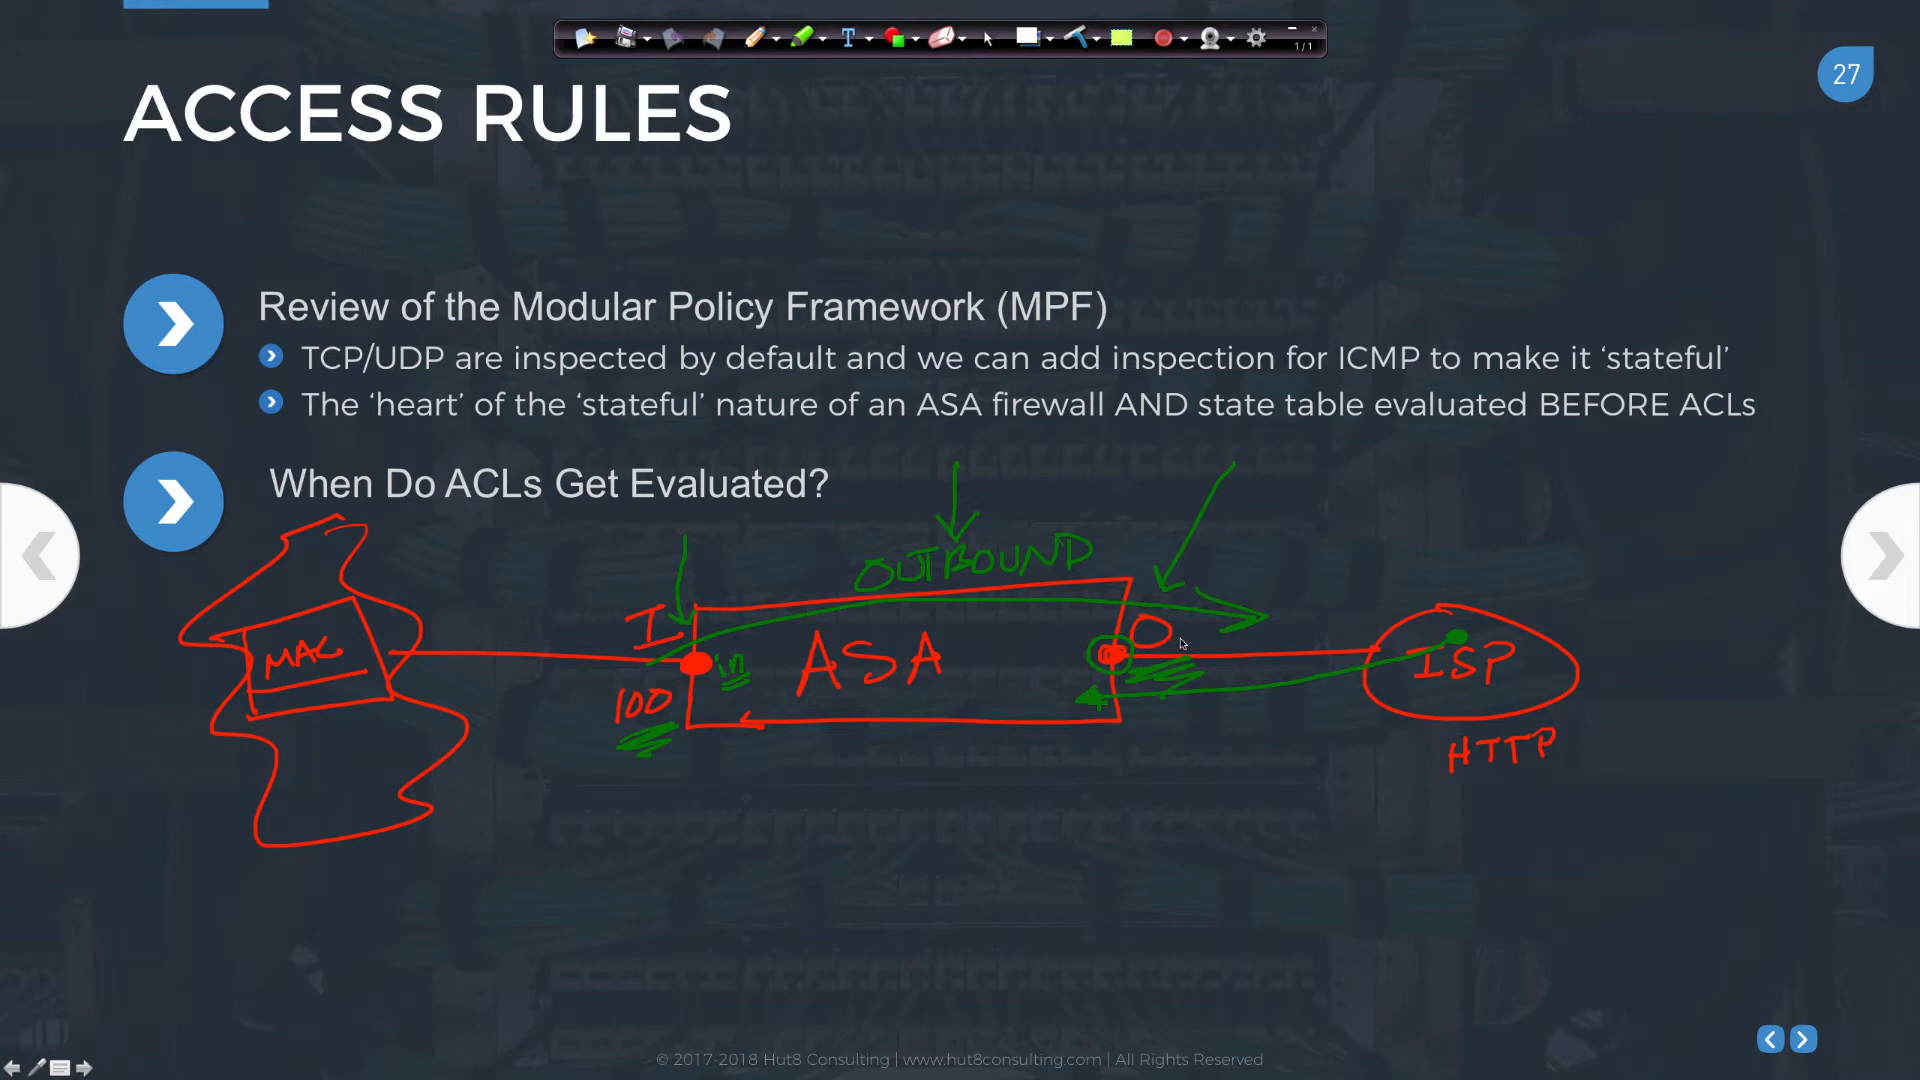 1/1
27
ACCESS RULES
Review of the Modular Policy Framework (MPF)
TCP/UDP are inspected by default and we can add inspection for ICMP to make it ‘stateful’
The ‘heart’ of the ‘stateful’ nature of an ASA firewall AND state table evaluated BEFORE ACLs
When Do ACLs Get Evaluated?
OUTBOUND
MAC
I
in
ASA
O
ISP
100
HTTP
© 2017-2018 Hut8 Consulting | www.hut8consulting.com | All Rights Reserved